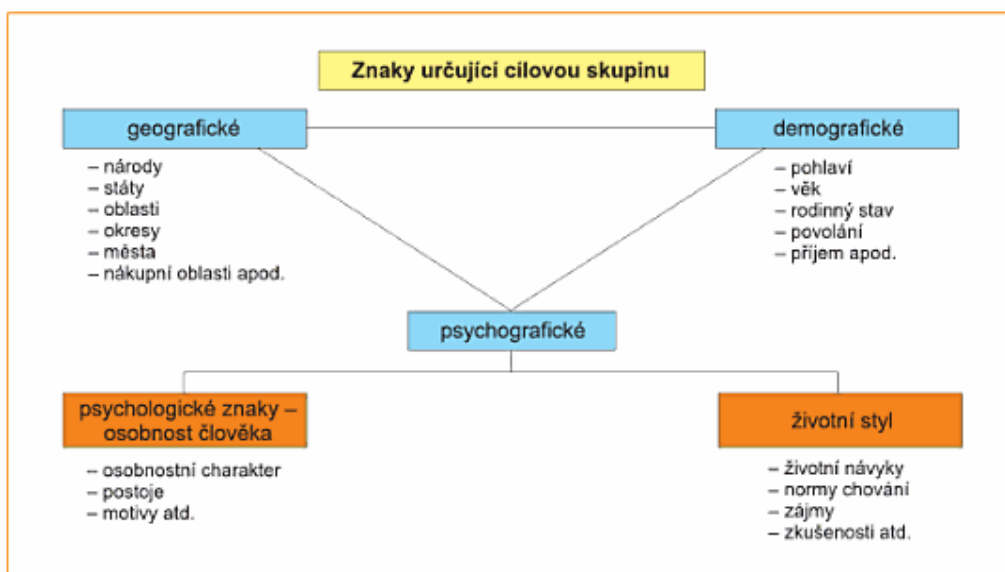 Znaky určující cílovou skupinu
geografické
– národy
– státy
– oblasti
– okresy
– města
– nákupní oblasti apod.
demografické
– pohlaví
– věk
– rodinný stav
– povolání
– příjem apod.
psychografické
psychologické znaky –
osobnost člověka
– osobnostní charakter
– postoje
– motivy atd.
životní styl
– životní návyky
– normy chování
– zájmy
– zkušenosti atd.